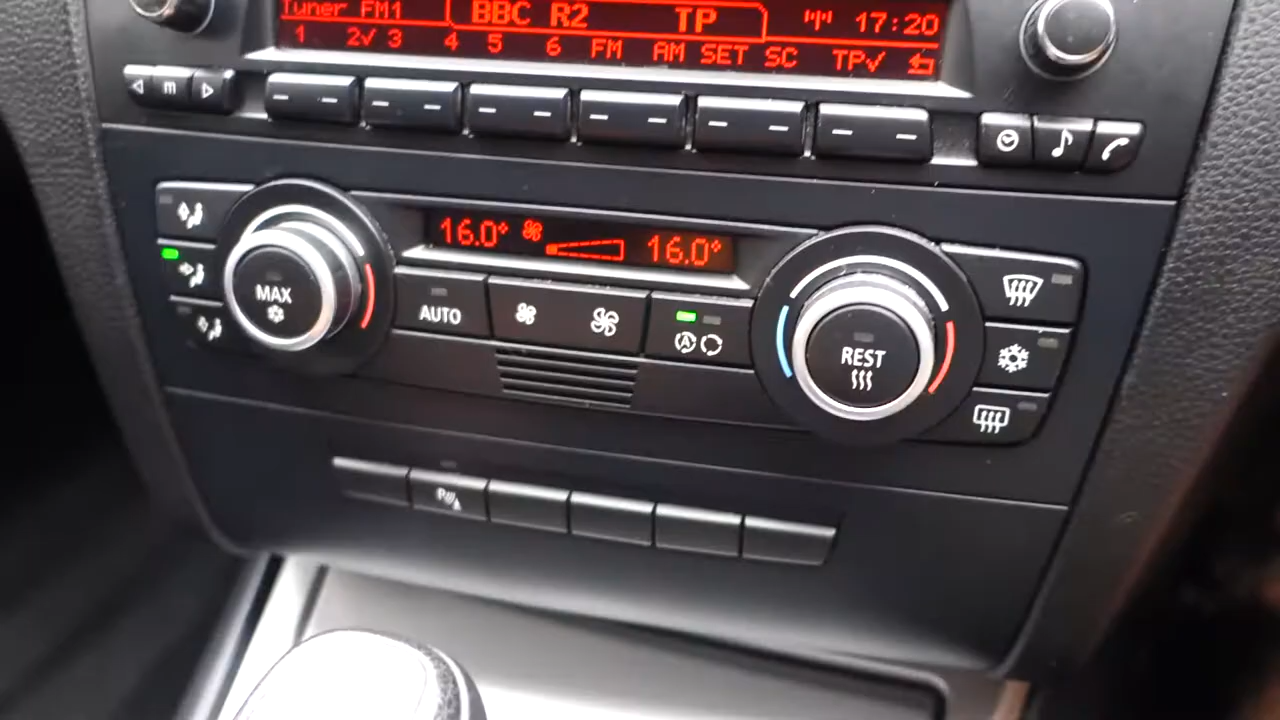 Tuner FM1 BBC R2 TP 17:20
1 2✓ 3 4 5 6 FM AM SET SC TP✓
m
16.0° 16.0°
MAX
AUTO
A
REST
P